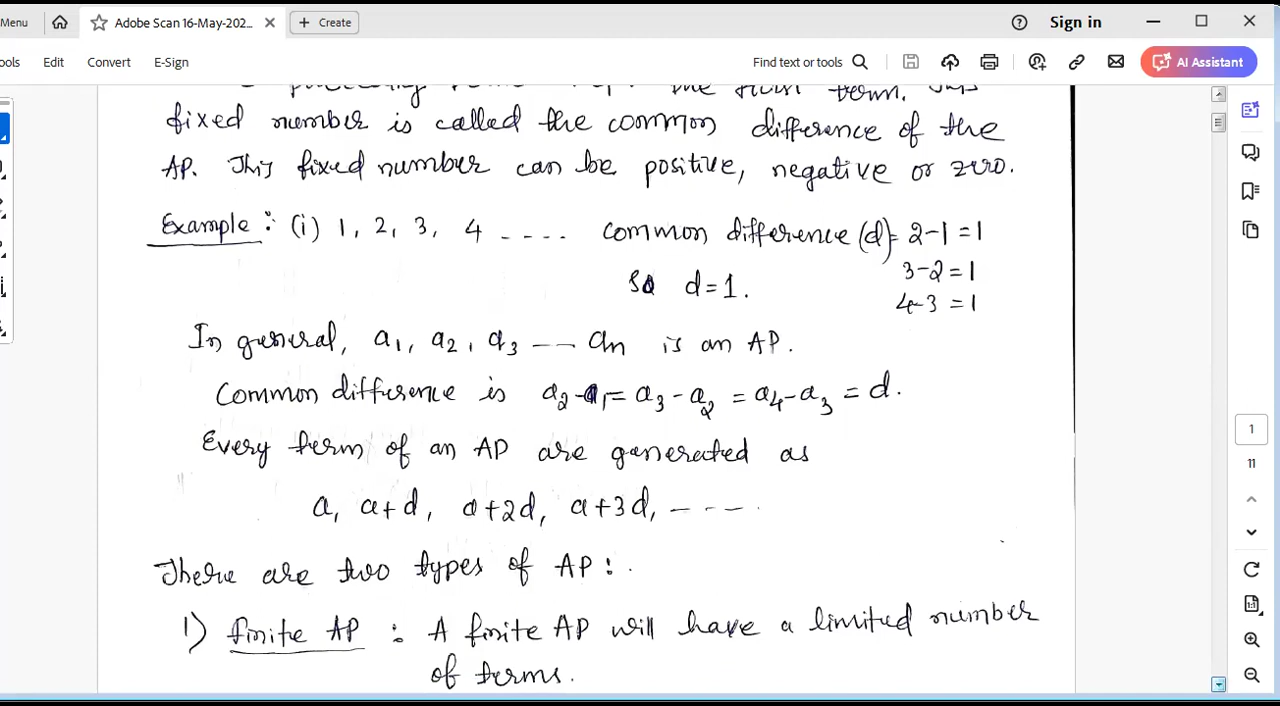 Menu Adobe Scan 16-May-202... + Create Sign in
ools Edit Convert E-Sign Find text or tools AI Assistant
the term. This
fixed number is called the common difference of the
AP. This fixed number can be positive, negative or zero.
Example : (i) 1, 2, 3, 4 ---- common difference (d) = 2-1 = 1
3-2 = 1
so d = 1.
4-3 = 1
In general, a1, a2, a3 --- an is an AP.
Common difference is a2-a1 = a3-a2 = a4-a3 = d.
Every term of an AP are generated as
a, a+d, a+2d, a+3d, ----
There are two types of AP :
1) finite AP : A finite AP will have a limited number
of terms.
1
11